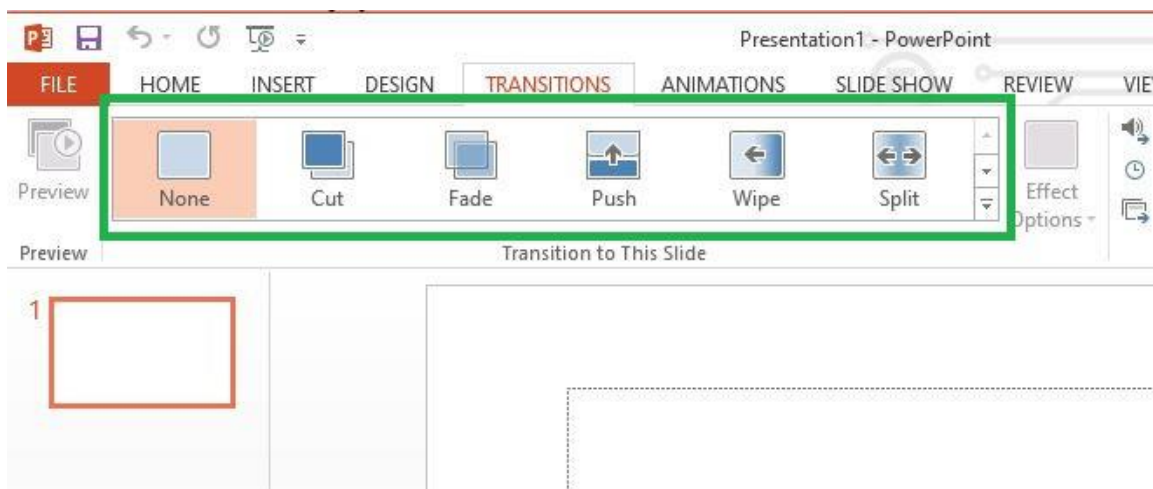 Presentation1 - PowerPoint
FILE HOME INSERT DESIGN TRANSITIONS ANIMATIONS SLIDE SHOW REVIEW VIE
Preview None Cut Fade Push Wipe Split Effect
Options
Preview Transition to This Slide
1